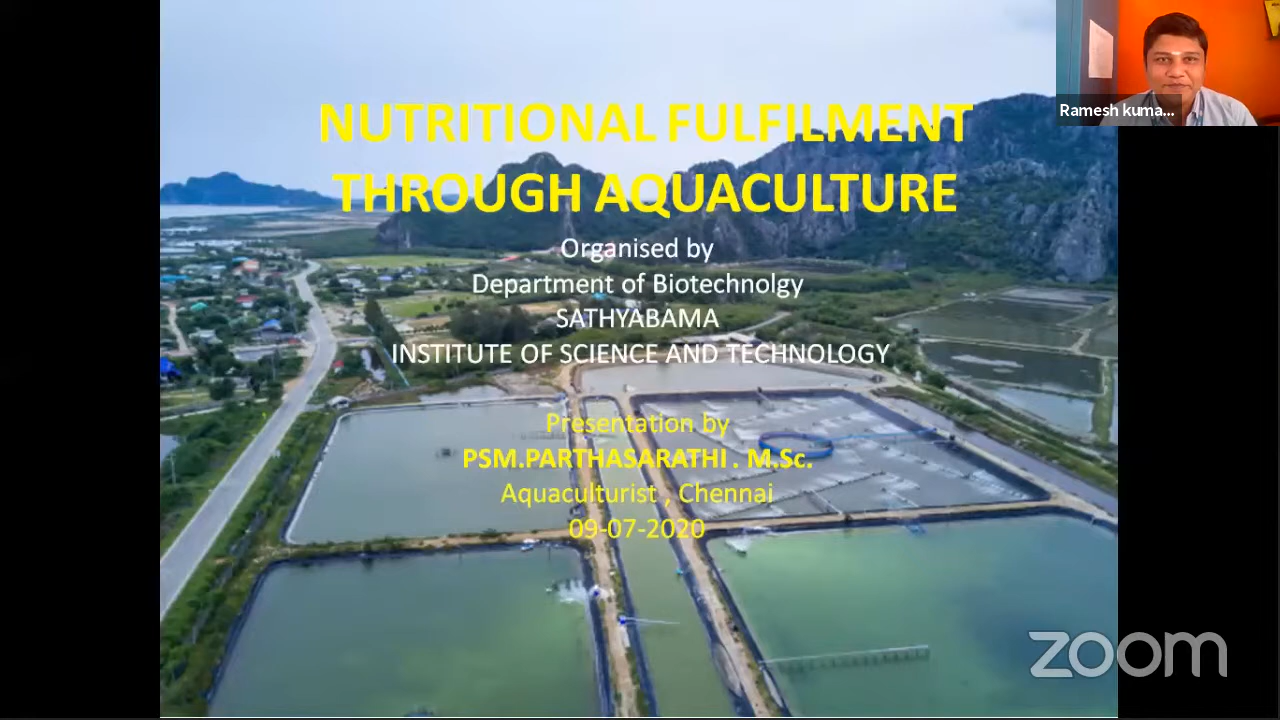 NUTRITIONAL FULFILMENT
THROUGH AQUACULTURE
Organised by
Department of Biotechnolgy
SATHYABAMA
INSTITUTE OF SCIENCE AND TECHNOLOGY
Presentation by
PSM.PARTHASARATHI . M.Sc.
Aquaculturist , Chennai
09-07-2020
Ramesh kuma...
zoom